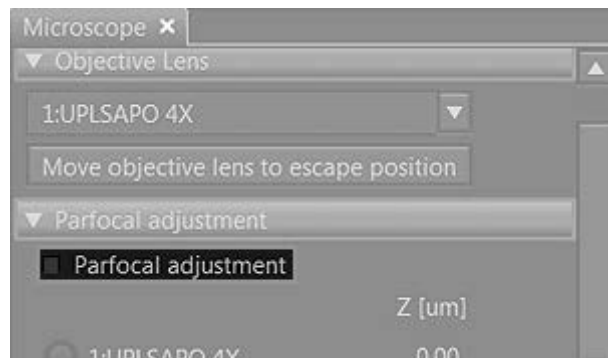 Microscope ×
Objective Lens
1:UPLSAPO 4X
Move objective lens to escape position
Parfocal adjustment
Parfocal adjustment
Z [um]
1:UPLSAPO 4X 0.00